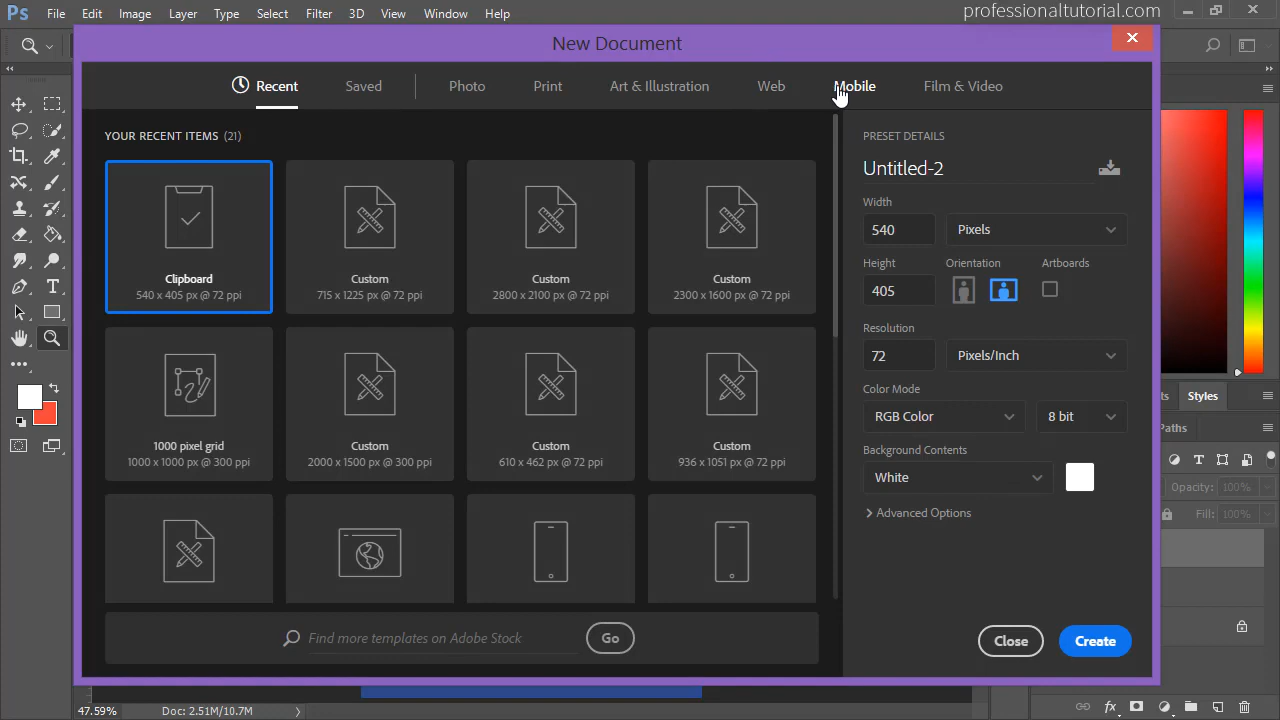 Ps File Edit Image Layer Type Select Filter 3D View Window Help
professionaltutorial.com
New Document
Recent Saved Photo Print Art & Illustration Web Mobile Film & Video
YOUR RECENT ITEMS (21)
Clipboard
540 x 405 px @ 72 ppi
Custom
715 x 1225 px @ 72 ppi
Custom
2800 x 2100 px @ 72 ppi
Custom
2300 x 1600 px @ 72 ppi
1000 pixel grid
1000 x 1000 px @ 300 ppi
Custom
2000 x 1500 px @ 300 ppi
Custom
610 x 462 px @ 72 ppi
Custom
936 x 1051 px @ 72 ppi
Find more templates on Adobe Stock Go
PRESET DETAILS
Untitled-2
Width
540 Pixels
Height Orientation Artboards
405
Resolution
72 Pixels/Inch
Color Mode
RGB Color 8 bit
Background Contents
White
Advanced Options
Close Create
Styles
Paths
Opacity: 100%
Fill: 100%
47.59% Doc: 2.51M/10.7M
fx